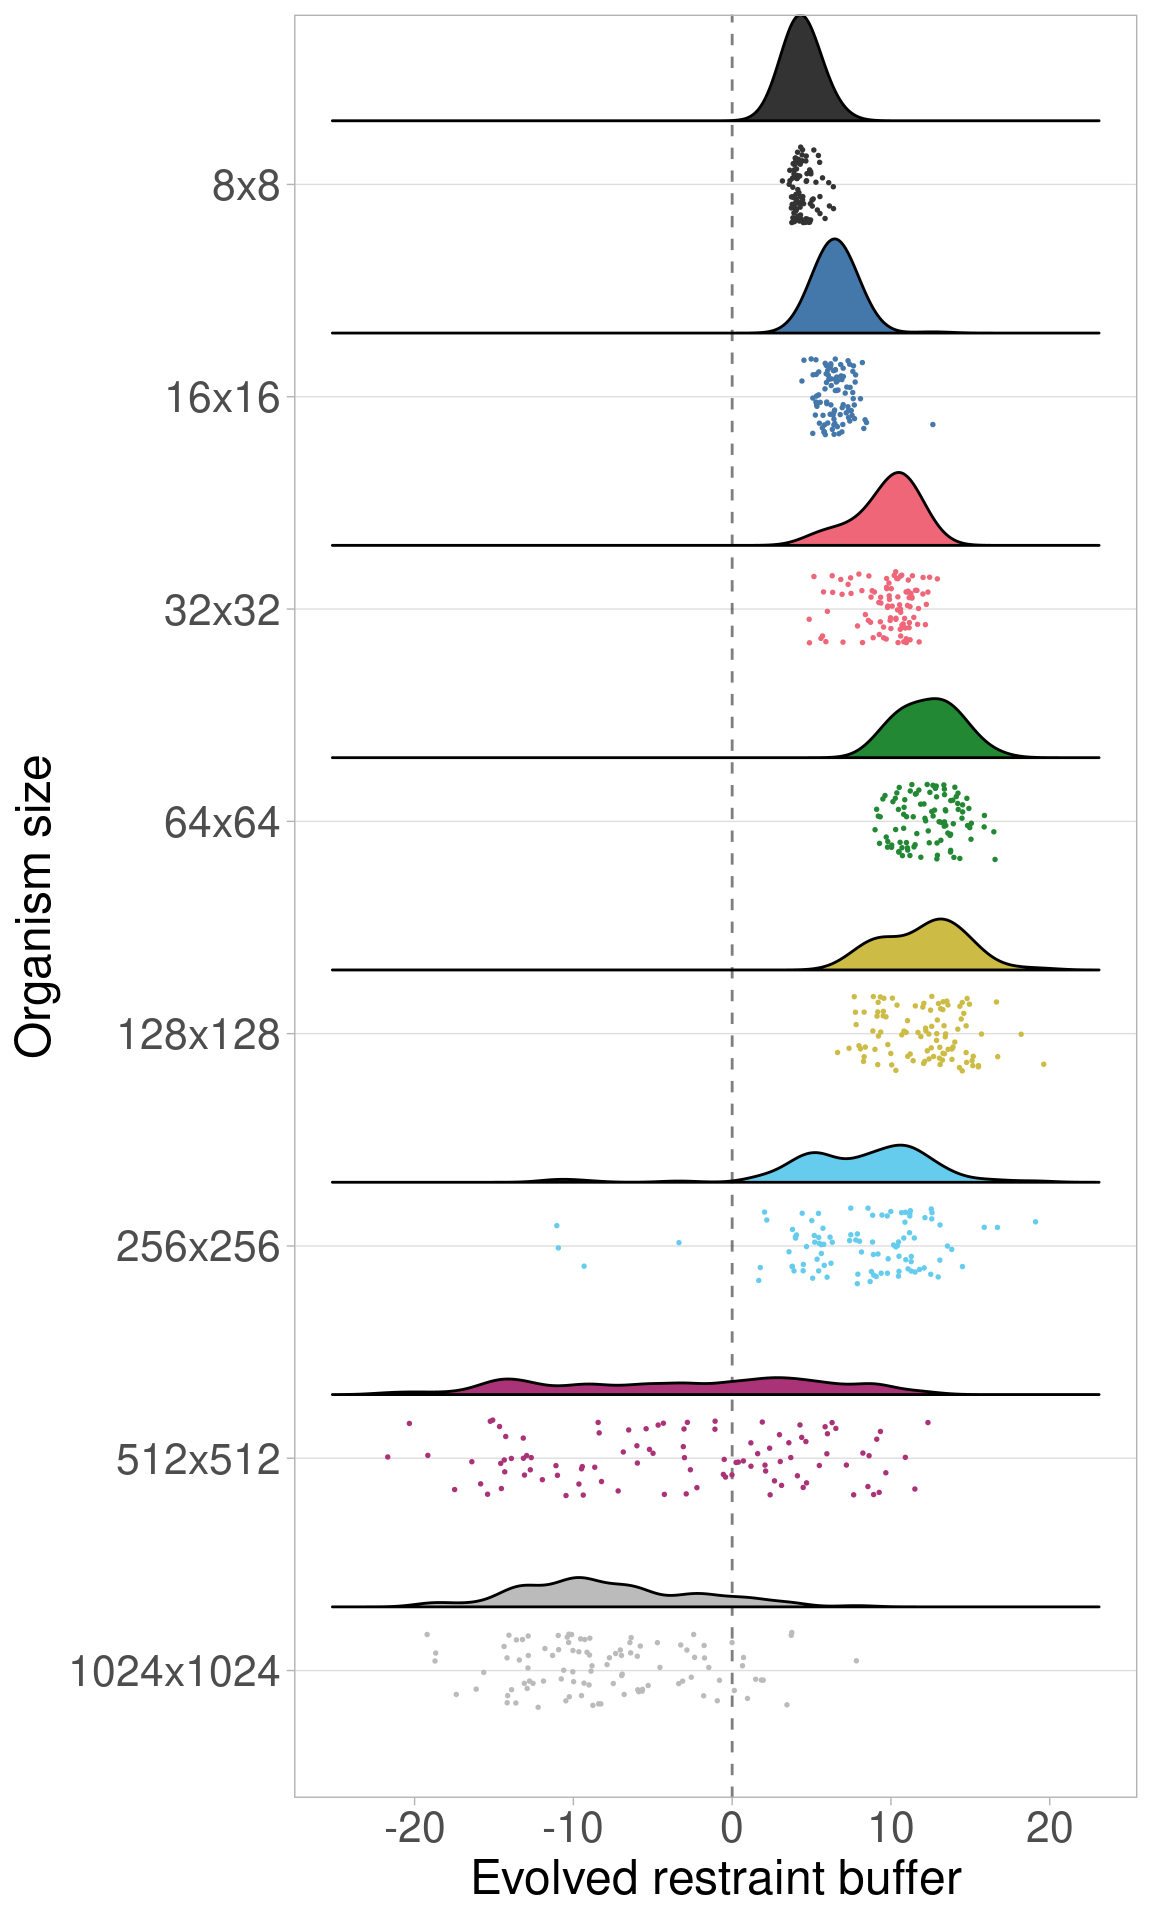 Organism size
8x8
16x16
32x32
64x64
128x128
256x256
512x512
1024x1024
-20 -10 0 10 20
Evolved restraint buffer